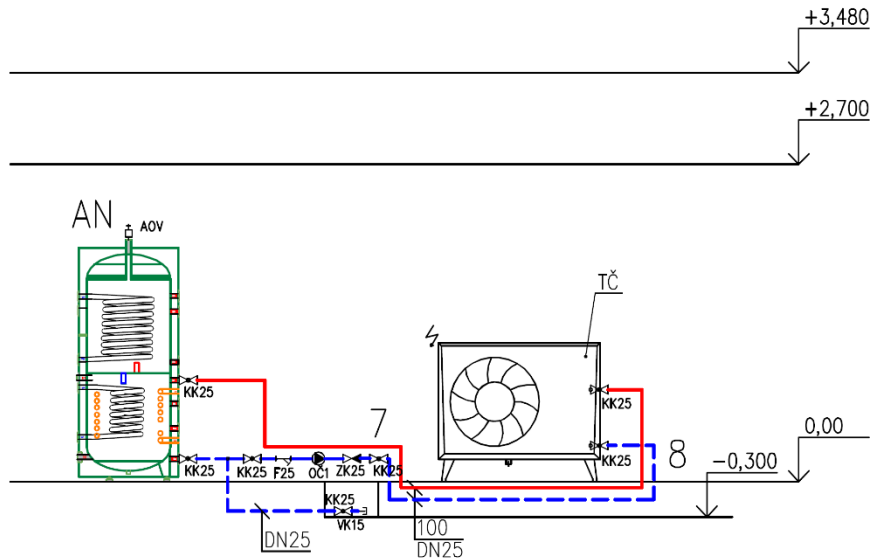 +3,480
+2,700
AN
AOV
TČ
KK25
KK25
7
0,00
KK25
KK25
F25
OČ1
ZK25
KK25
KK25
8
-0,300
KK25
VK15
DN25
100
DN25